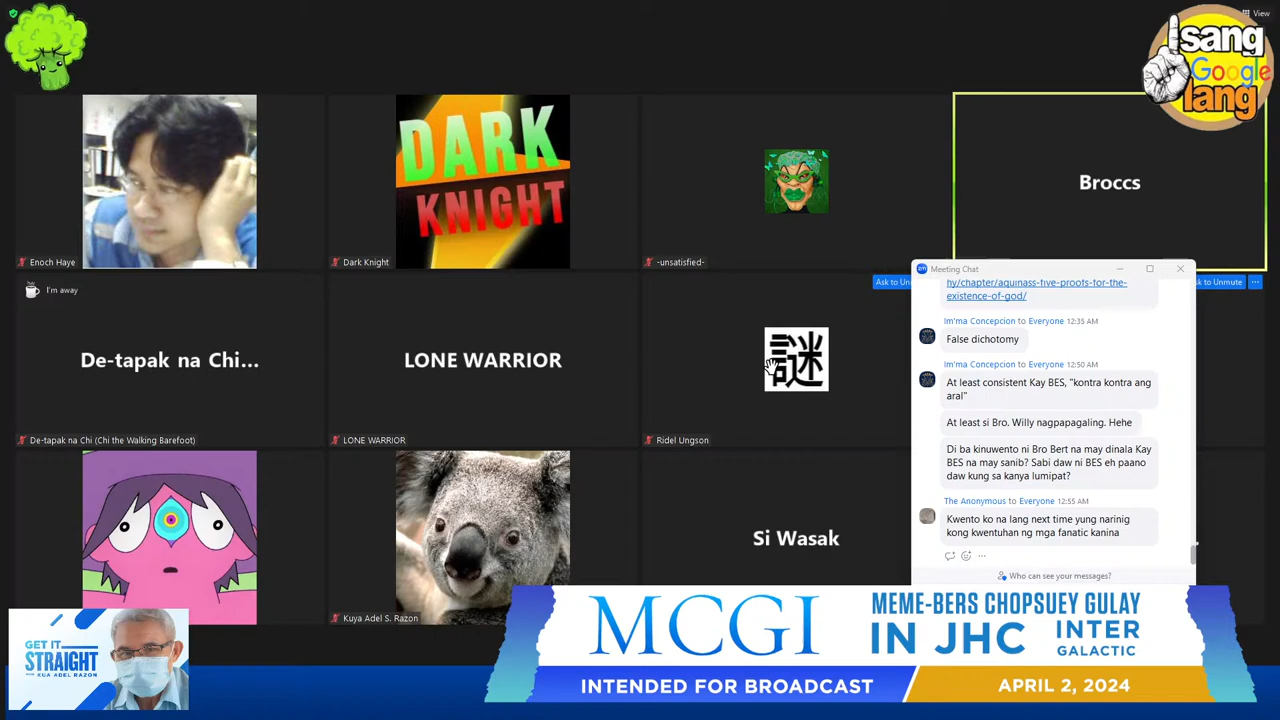 View
Isang
Google
lang
DARK
KNIGHT
Broccs
Enoch Haye
Dark Knight
-unsatisfied-
Meeting Chat
I'm away
Ask to Un
sk to Unmute
hy/chapter/aquinass-five-proofs-for-the-
existence-of-god/
Im'ma Concepcion to Everyone 12:35 AM
False dichotomy
Im'ma Concepcion to Everyone 12:50 AM
At least consistent Kay BES, "kontra kontra ang
aral"
At least si Bro. Willy nagpapagaling. Hehe
Di ba kinuwento ni Bro Bert na may dinala Kay
BES na may sanib? Sabi daw ni BES eh paano
daw kung sa kanya lumipat?
The Anonymous to Everyone 12:55 AM
Kwento ko na lang next time yung narinig
kong kwentuhan ng mga fanatic kanina
Who can see your messages?
De-tapak na Chi...
LONE WARRIOR
謎
De-tapak na Chi (Chi the Walking Barefoot)
LONE WARRIOR
Ridel Ungson
Si Wasak
Kuya Adel S. Razon
GET IT
STRAIGHT
KUA ADEL RAZON
MCGI
MEME-BERS CHOPSUEY GULAY
IN JHC
INTER
GALACTIC
INTENDED FOR BROADCAST
APRIL 2, 2024